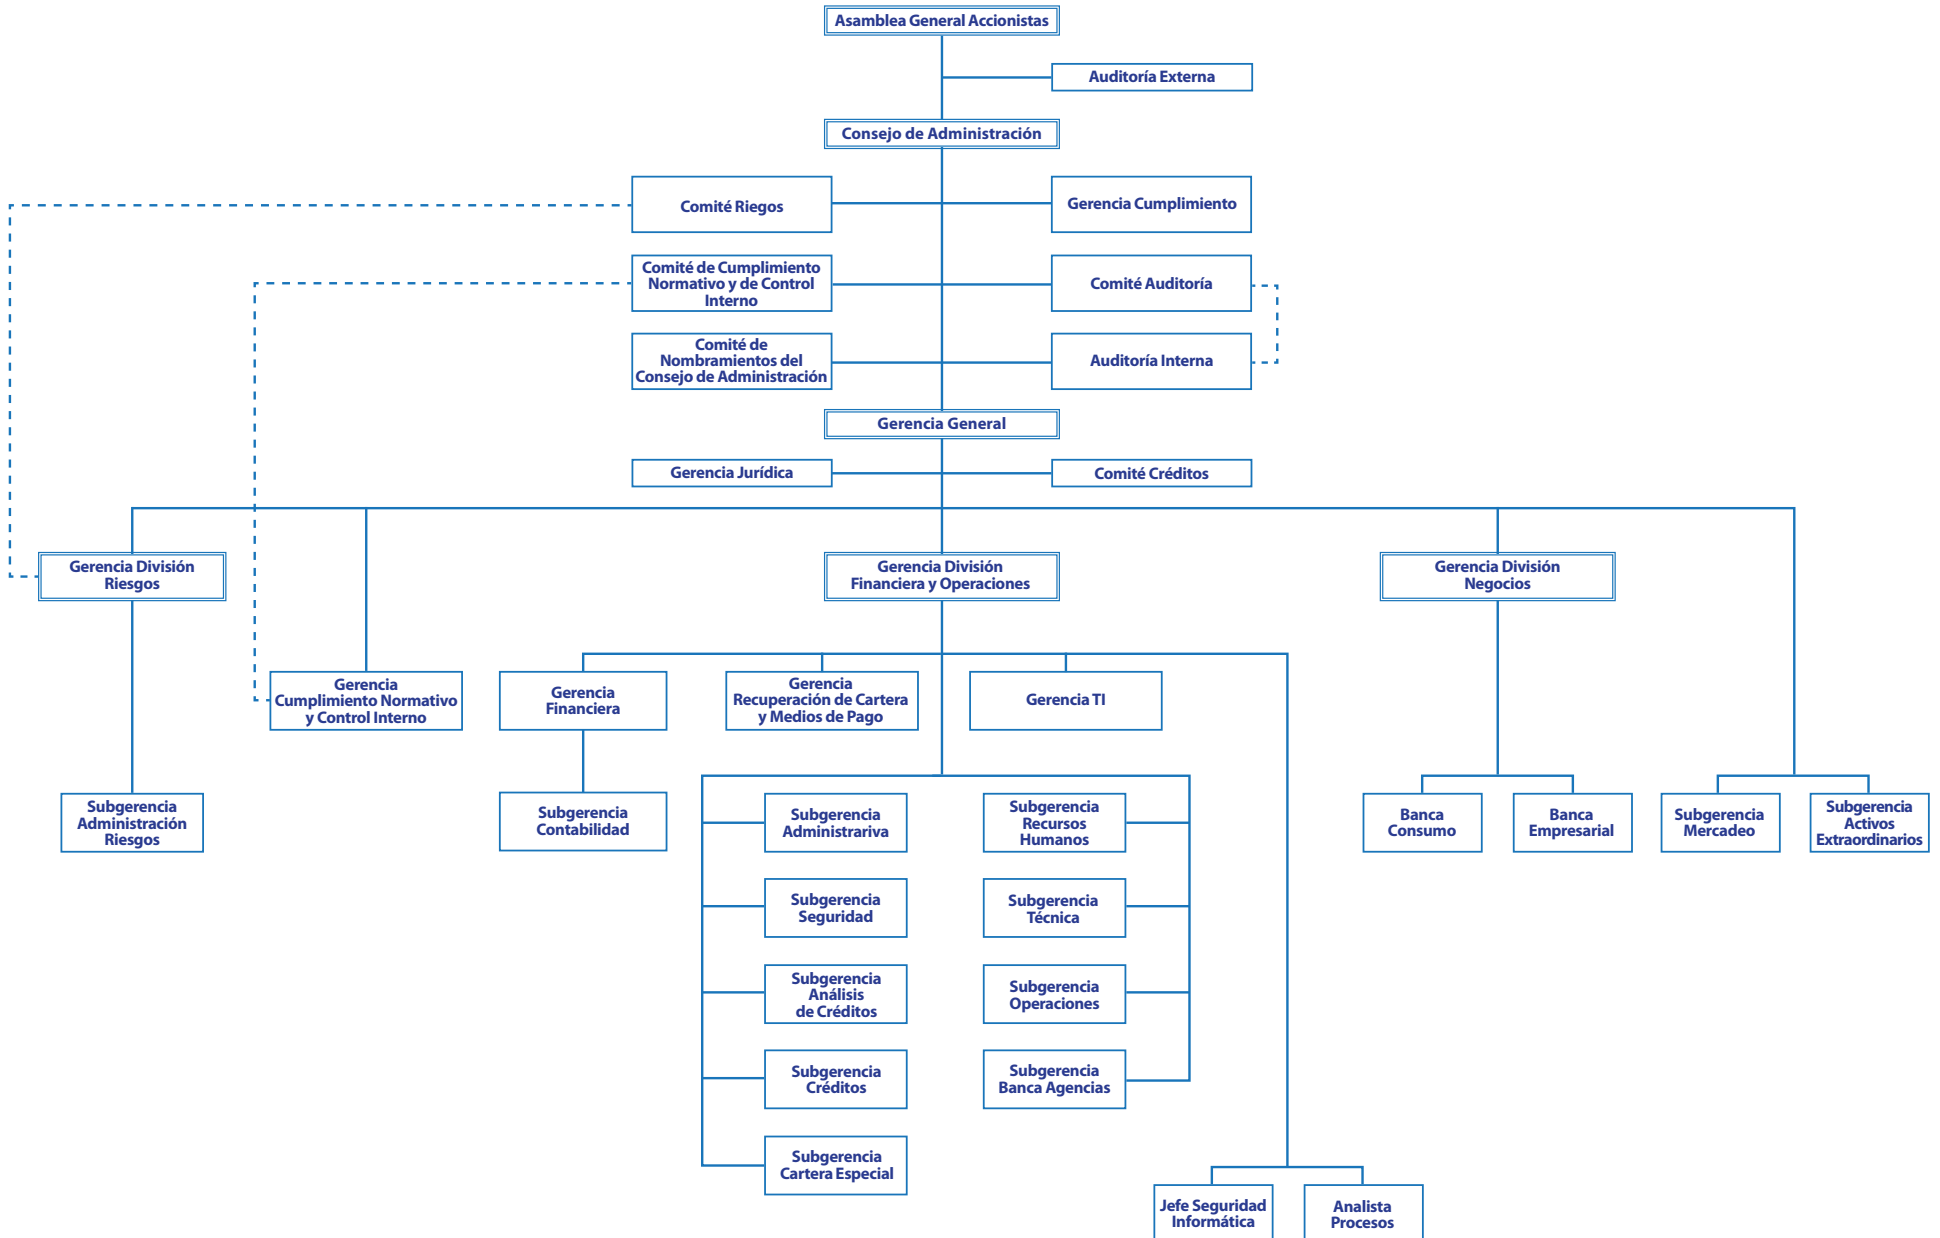 Asamblea General Accionistas
Auditoría Externa
Consejo de Administración
Comité Riegos
Gerencia Cumplimiento
Comité de Cumplimiento
Normativo y de Control
Interno
Comité Auditoría
Comité de
Nombramientos del
Consejo de Administración
Auditoría Interna
Gerencia General
Gerencia Jurídica
Comité Créditos
Gerencia División
Riesgos
Gerencia División
Financiera y Operaciones
Gerencia División
Negocios
Gerencia
Cumplimiento Normativo
y Control Interno
Gerencia
Financiera
Gerencia
Recuperación de Cartera
y Medios de Pago
Gerencia TI
Subgerencia
Administración
Riesgos
Subgerencia
Contabilidad
Subgerencia
Administrariva
Subgerencia
Recursos
Humanos
Banca
Consumo
Banca
Empresarial
Subgerencia
Mercadeo
Subgerencia
Activos
Extraordinarios
Subgerencia
Seguridad
Subgerencia
Técnica
Subgerencia
Análisis
de Créditos
Subgerencia
Operaciones
Subgerencia
Créditos
Subgerencia
Banca Agencias
Subgerencia
Cartera Especial
Jefe Seguridad
Informática
Analista
Procesos